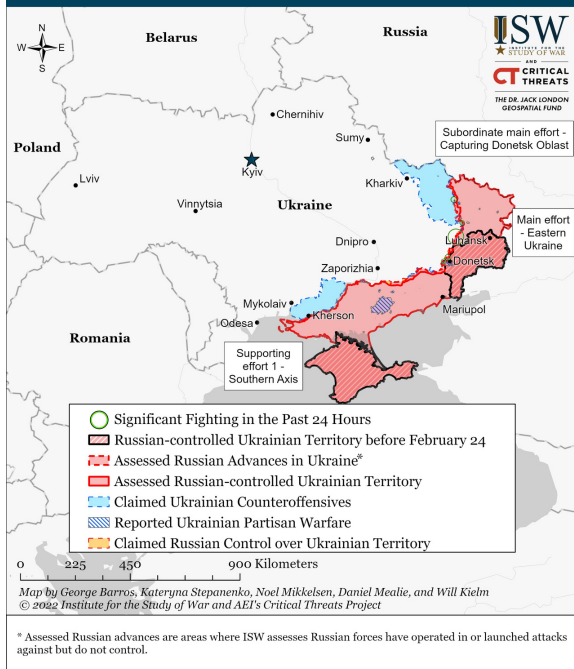 N
W E
S
Belarus
Russia
ISW
INSTITUTE FOR THE
STUDY OF WAR
AND
CT CRITICAL
THREATS
THE DR. JACK LONDON
GEOSPATIAL FUND
Chernihiv
Sumy
Subordinate main effort -
Capturing Donetsk Oblast
Poland
Lviv
Kyiv
Kharkiv
Vinnytsia
Ukraine
Main effort
- Eastern
Ukraine
Dnipro
Luhansk
Donetsk
Zaporizhia
Mykolaiv
Mariupol
Odesa
Kherson
Romania
Supporting
effort 1 -
Southern Axis
Significant Fighting in the Past 24 Hours
Russian-controlled Ukrainian Territory before February 24
Assessed Russian Advances in Ukraine*
Assessed Russian-controlled Ukrainian Territory
Claimed Ukrainian Counteroffensives
Reported Ukrainian Partisan Warfare
Claimed Russian Control over Ukrainian Territory
0 225 450 900 Kilometers
Map by George Barros, Kateryna Stepanenko, Noel Mikkelsen, Daniel Mealie, and Will Kielm
© 2022 Institute for the Study of War and AEI's Critical Threats Project
* Assessed Russian advances are areas where ISW assesses Russian forces have operated in or launched attacks
against but do not control.